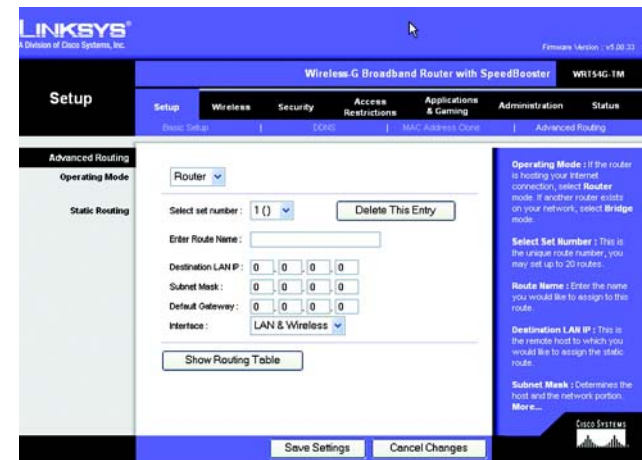 LINKSYS®
A Division of Cisco Systems, Inc.
Firmware Version : v5.00.33
Wireless-G Broadband Router with SpeedBooster WRT54G-TM
Setup
Setup Wireless Security Access Restrictions Applications & Gaming Administration Status
Basic Setup | DDNS | MAC Address Clone | Advanced Routing
Advanced Routing
Operating Mode
Router
Static Routing
Select set number : 1 () Delete This Entry
Enter Route Name :
Destination LAN IP : 0 . 0 . 0 . 0
Subnet Mask : 0 . 0 . 0 . 0
Default Gateway : 0 . 0 . 0 . 0
Interface : LAN & Wireless
Show Routing Table
Operating Mode : If the router
is hosting your Internet
connection, select Router
mode. If another router exists
on your network, select Bridge
mode.
Select Set Number : This is
the unique route number, you
may set up to 20 routes.
Route Name : Enter the name
you would like to assign to this
route.
Destination LAN IP : This is
the remote host to which you
would like to assign the static
route.
Subnet Mask : Determines the
host and the network portion.
More...
CISCO SYSTEMS
Save Settings Cancel Changes